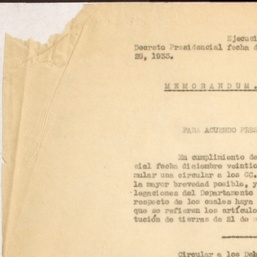 Ejecuci
Decreto Presidencial fecha d
28, 1933.
MEMORANDUM.
PARA ACUERDO PRES
En cumplimiento de
cial fecha diciembre veinti
cular una circular a los CC.
la mayor brevedad posible, y
legaciones del Departamento
respecto de las cuales haya
que se refieren los artículo
tución de tierras de 21 de
Circular a los Del